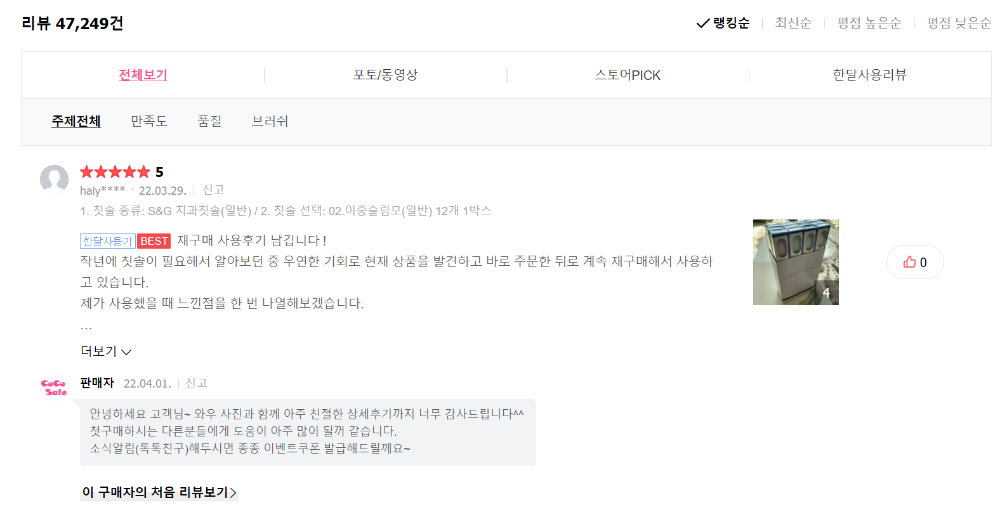 리뷰 47,249건
랭킹순 최신순 평점 높은순 평점 낮은순
전체보기 포토/동영상 스토어PICK 한달사용리뷰
주제전체 만족도 품질 브러쉬
5
haiy**** · 22.03.29. 신고
1. 칫솔 종류: S&G 치과칫솔(일반) / 2. 칫솔 선택: 02.이중슬림모(일반) 12개 1박스
한달사용기 BEST 재구매 사용후기 남깁니다 !
작년에 칫솔이 필요해서 알아보던 중 우연한 기회로 현재 상품을 발견하고 바로 주문한 뒤로 계속 재구매해서 사용하
고 있습니다.
제가 사용했을 때 느낀점을 한 번 나열해보겠습니다.
...
더보기
4
0
CoCo
Sale
판매자 22.04.01. 신고
안녕하세요 고객님~ 와우 사진과 함께 아주 친절한 상세후기까지 너무 감사드립니다^^
첫구매하시는 다른분들에게 도움이 아주 많이 될꺼 같습니다.
소식알림(톡톡친구)해두시면 종종 이벤트쿠폰 발급해드릴께요~
이 구매자의 처음 리뷰보기